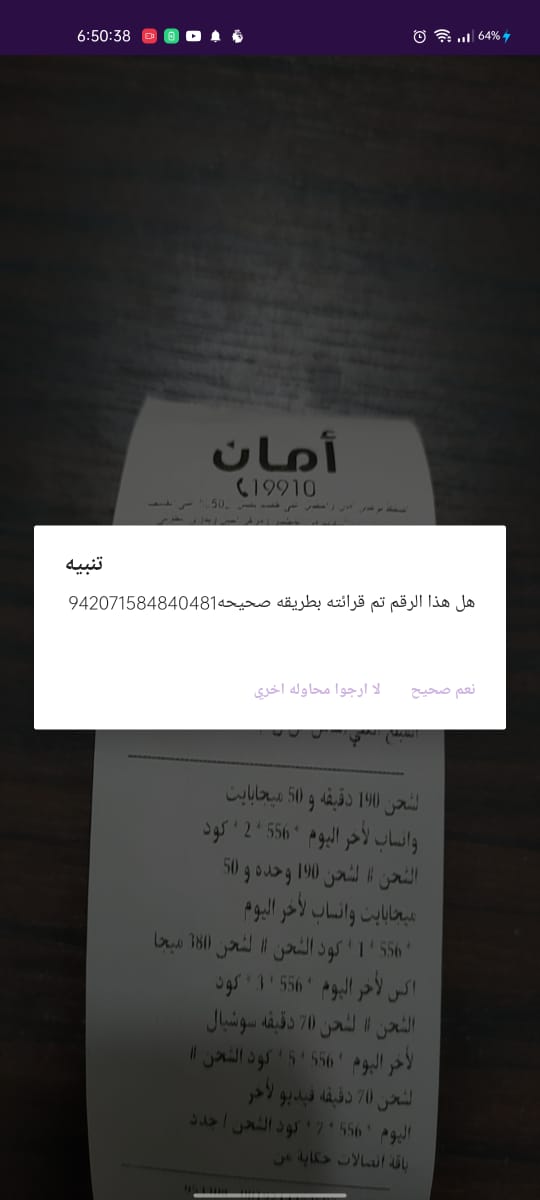 6:50:38
64%
أمان
19910
تنبيه
هل هذا الرقم تم قرائته بطريقه صحيحه942071584840481
نعم صحيح
لا ارجوا محاوله اخري
لشحن 190 دقيقه و 50 ميجابايت
واتساب لأخر اليوم *556*2* كود
الشحن # لشحن 190 وحده و 50
ميجابايت واتساب لأخر اليوم
*556*1* كود الشحن # لشحن 380 ميجا
اكس لأخر اليوم *556*3* كود
الشحن # لشحن 70 دقيقه سوشيال
لأخر اليوم *556*5* كود الشحن #
لشحن 70 دقيقه فيديو لأخر
اليوم *556*7* كود الشحن / جدد
باقة اتصالات حكاية من